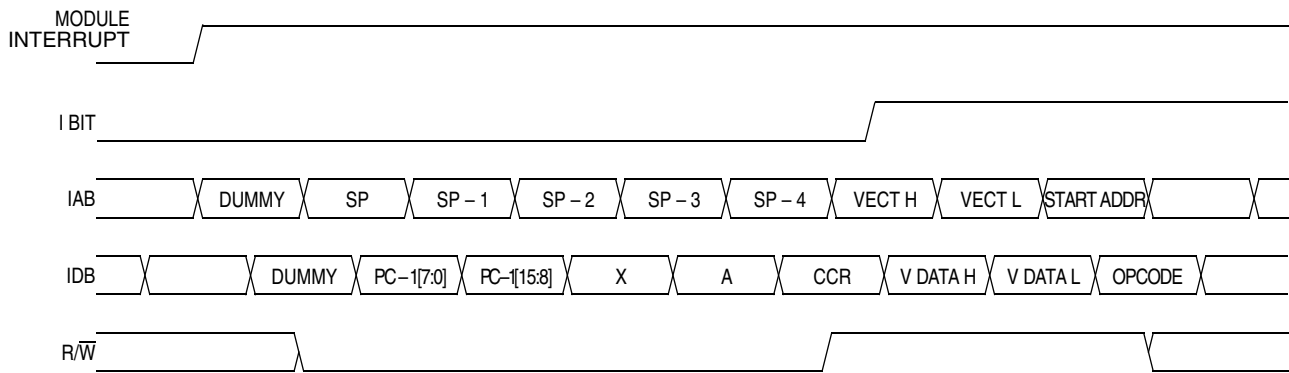 MODULE
INTERRUPT
I BIT
IAB DUMMY SP SP – 1 SP – 2 SP – 3 SP – 4 VECT H VECT L START ADDR
IDB DUMMY PC – 1[7:0] PC–1[15:8] X A CCR V DATA H V DATA L OPCODE
R/W̅